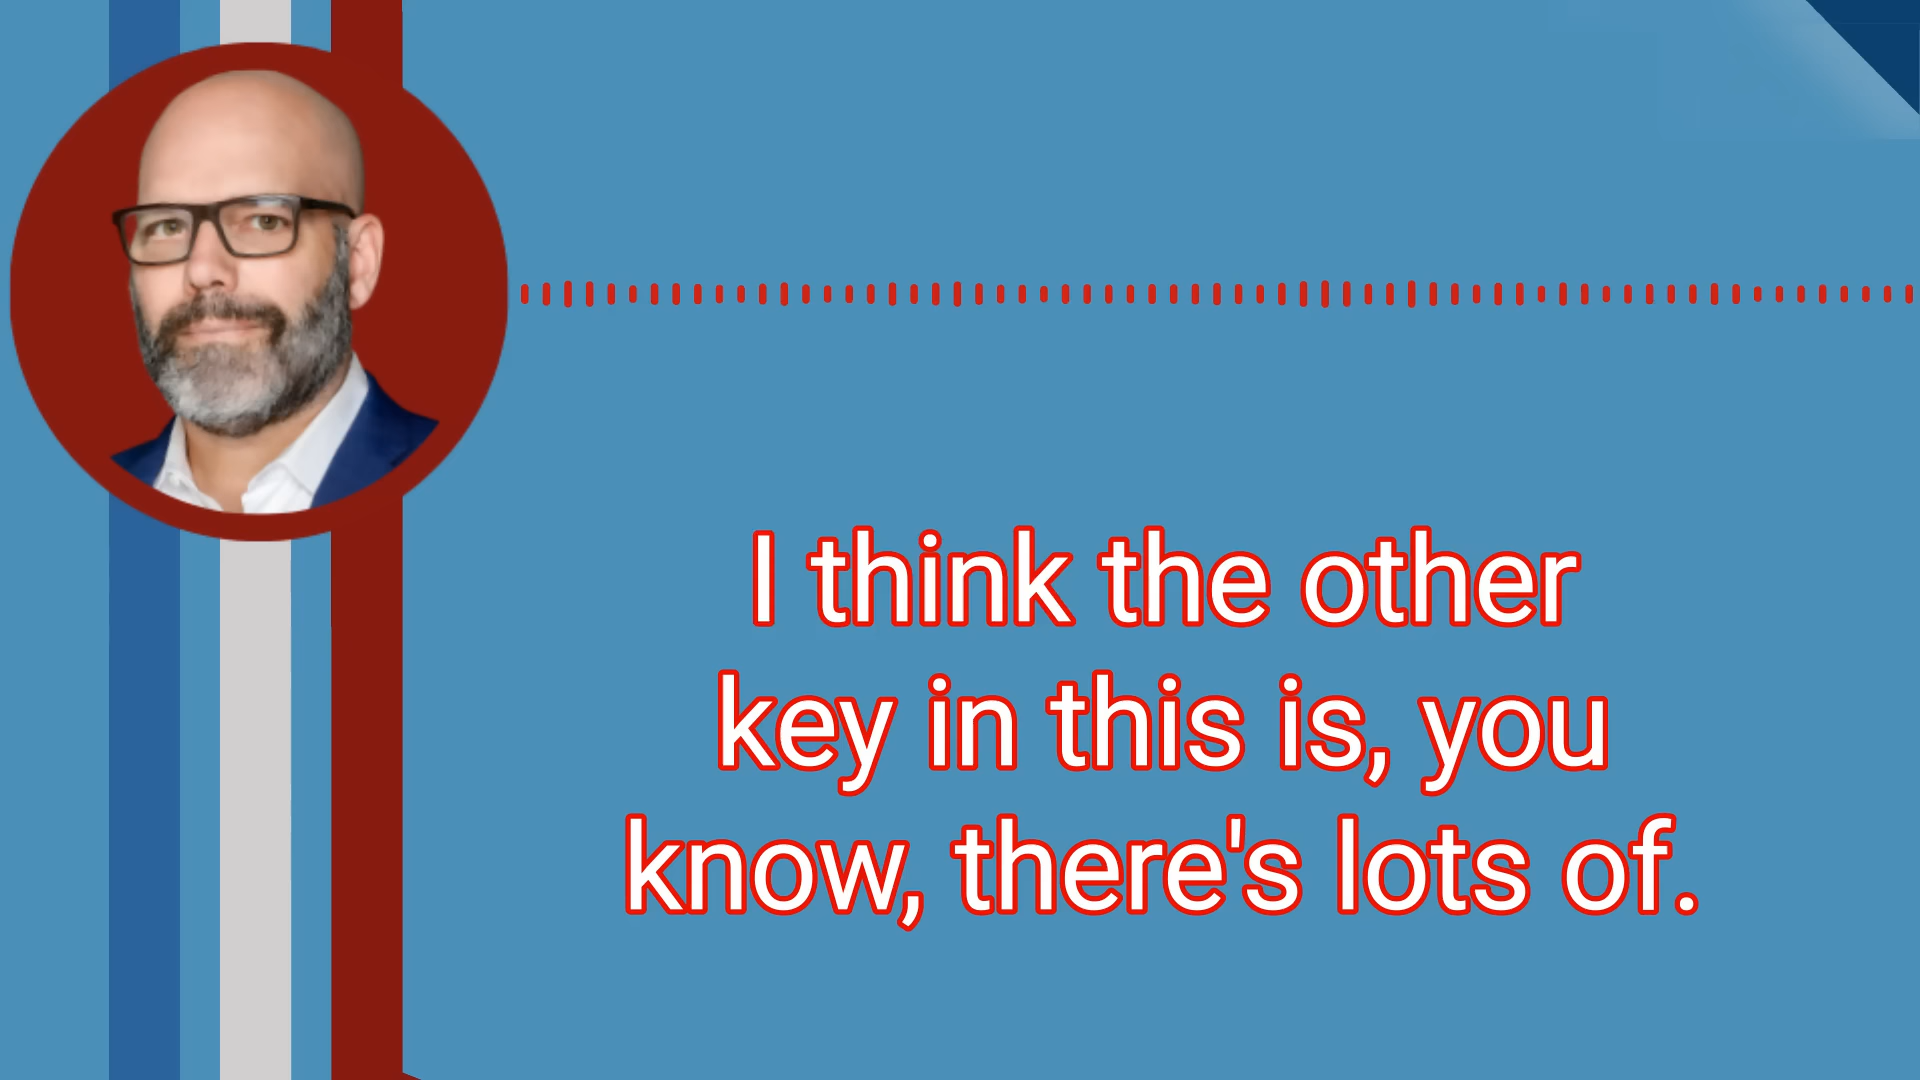 I think the other
key in this is, you
know, there's lots of.